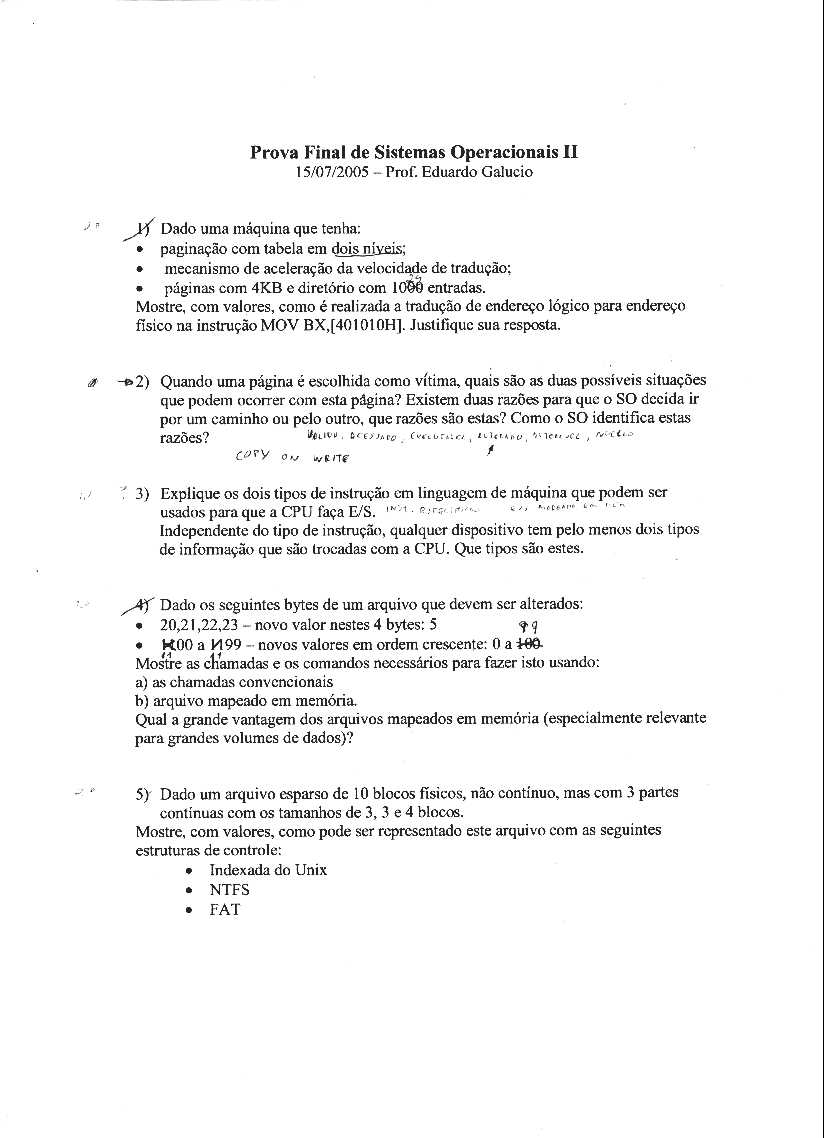 Prova Final de Sistemas Operacionais II
15/07/2005 – Prof. Eduardo Galucio
1) Dado uma máquina que tenha:
• paginação com tabela em dois níveis;
• mecanismo de aceleração da velocidade de tradução;
• páginas com 4KB e diretório com 1000 entradas.
24
Mostre, com valores, como é realizada a tradução de endereço lógico para endereço
físico na instrução MOV BX,[401010H]. Justifique sua resposta.
2) Quando uma página é escolhida como vítima, quais são as duas possíveis situações
que podem ocorrer com esta página? Existem duas razões para que o SO decida ir
por um caminho ou pelo outro, que razões são estas? Como o SO identifica estas
razões?
COPY ON WRITE
3) Explique os dois tipos de instrução em linguagem de máquina que podem ser
usados para que a CPU faça E/S.
Independente do tipo de instrução, qualquer dispositivo tem pelo menos dois tipos
de informação que são trocadas com a CPU. Que tipos são estes.
4) Dado os seguintes bytes de um arquivo que devem ser alterados:
• 20,21,22,23 – novo valor nestes 4 bytes: 5
• 1100 a 1199 – novos valores em ordem crescente: 0 a 100 99
Mostre as chamadas e os comandos necessários para fazer isto usando:
a) as chamadas convencionais
b) arquivo mapeado em memória.
Qual a grande vantagem dos arquivos mapeados em memória (especialmente relevante
para grandes volumes de dados)?
5) Dado um arquivo esparso de 10 blocos físicos, não contínuo, mas com 3 partes
contínuas com os tamanhos de 3, 3 e 4 blocos.
Mostre, com valores, como pode ser representado este arquivo com as seguintes
estruturas de controle:
• Indexada do Unix
• NTFS
• FAT